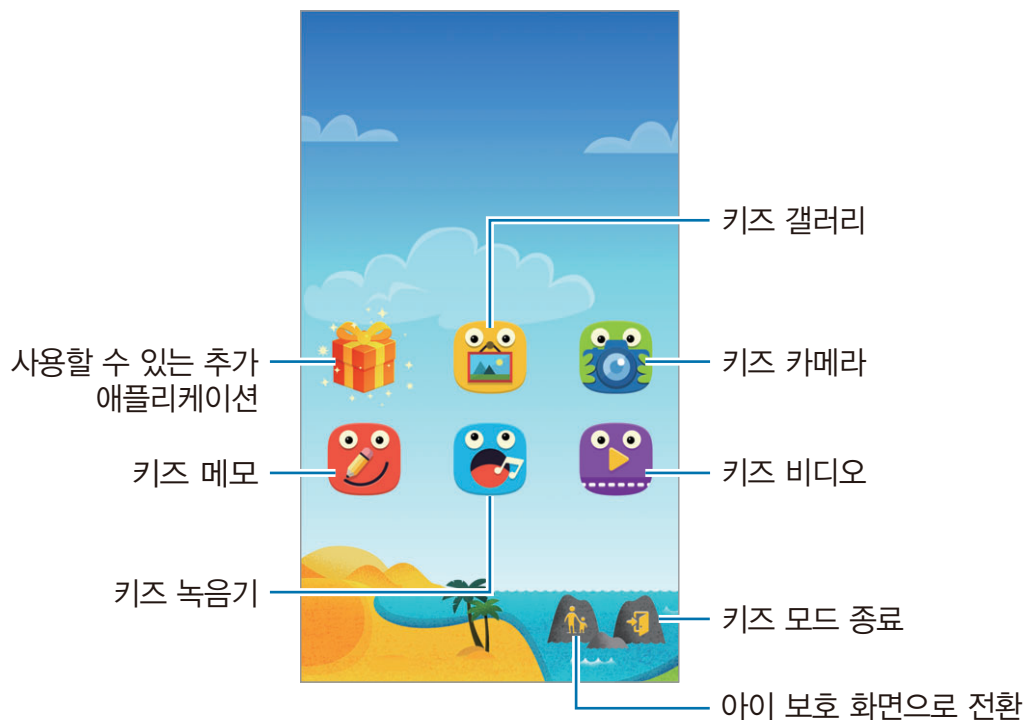 키즈 갤러리
사용할 수 있는 추가
애플리케이션
키즈 카메라
키즈 메모
키즈 비디오
키즈 녹음기
키즈 모드 종료
아이 보호 화면으로 전환